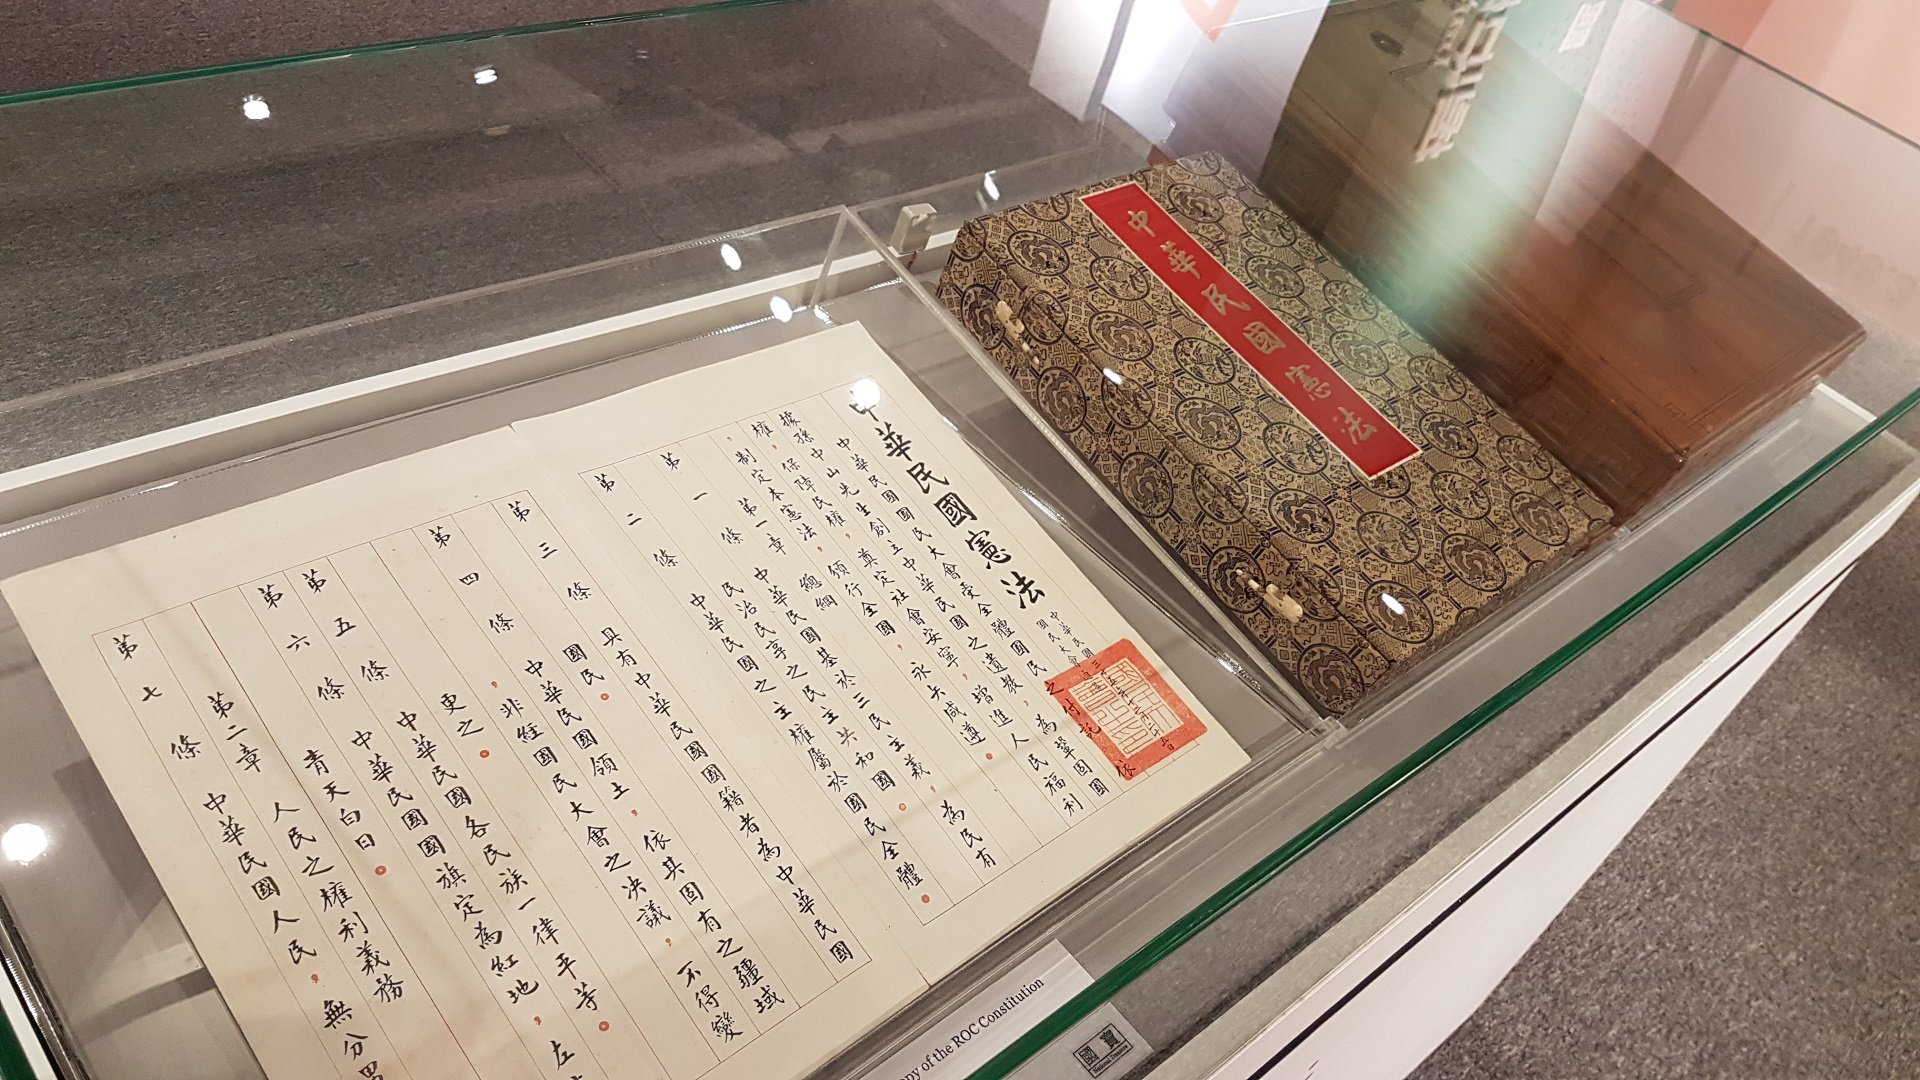 中華民國憲法
中華民國
國民大會
中華民國國民大會受全體國民之付託依
據孫中山先生創立中華民國之遺教，為鞏固國
權，保障民權，奠定社會安寧，增進人民福利
制定本憲法，頒行全國，永矢咸遵。
第一章 總綱
第一條 中華民國基於三民主義，為民有
民治民享之民主共和國。
第二條 中華民國之主權屬於國民全體。
第三條 具有中華民國國籍者為中華民國
國民。
第四條 中華民國領土，依其固有之疆域
，非經國民大會之決議，不得變
更之。
第五條 中華民國各民族一律平等。
第六條 中華民國國旗定為紅地，左
青天白日。
第二章 人民之權利義務
第七條 中華民國人民，無分男
中華民國憲法
of the ROC Constitution
國寶
National Treasure